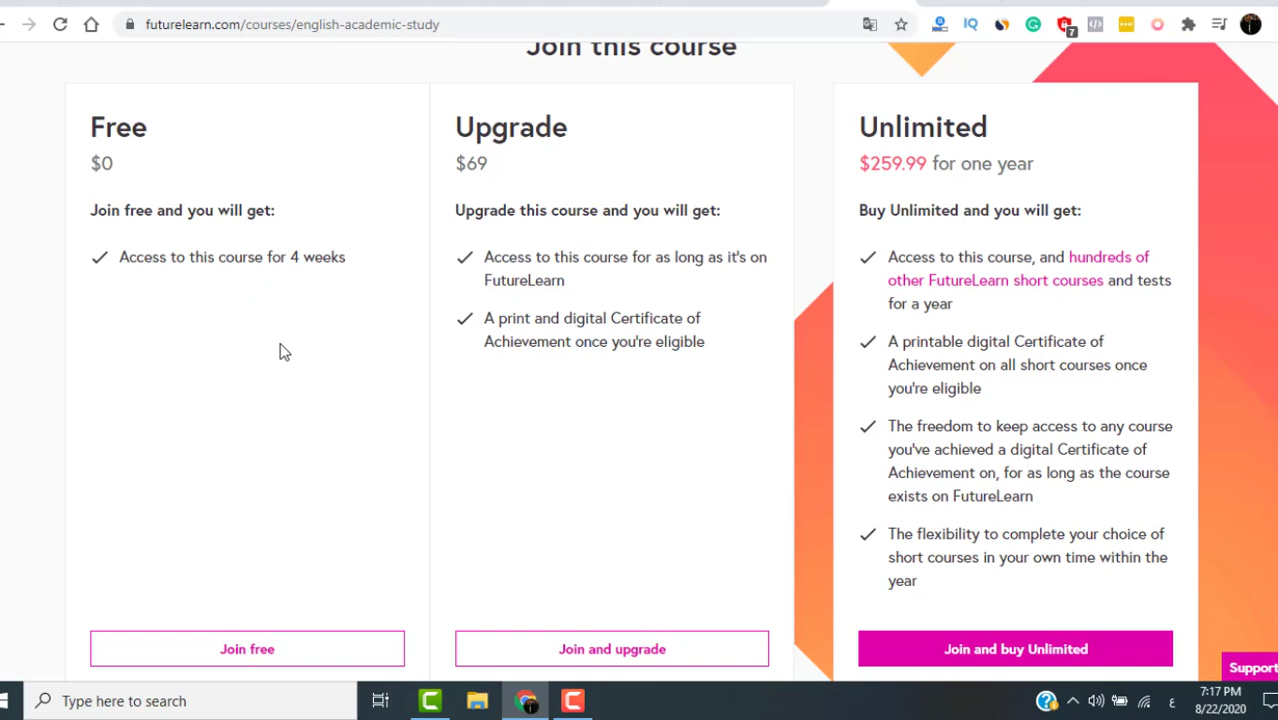 futurelearn.com/courses/english-academic-study
IQ
7
Join this course
Free
$0
Join free and you will get:
Access to this course for 4 weeks
Join free
Upgrade
$69
Upgrade this course and you will get:
Access to this course for as long as it's on
FutureLearn
A print and digital Certificate of
Achievement once you're eligible
Join and upgrade
Unlimited
$259.99 for one year
Buy Unlimited and you will get:
Access to this course, and hundreds of
other FutureLearn short courses and tests
for a year
A printable digital Certificate of
Achievement on all short courses once
you're eligible
The freedom to keep access to any course
you've achieved a digital Certificate of
Achievement on, for as long as the course
exists on FutureLearn
The flexibility to complete your choice of
short courses in your own time within the
year
Join and buy Unlimited
Support
Type here to search
ع
7:17 PM
8/22/2020